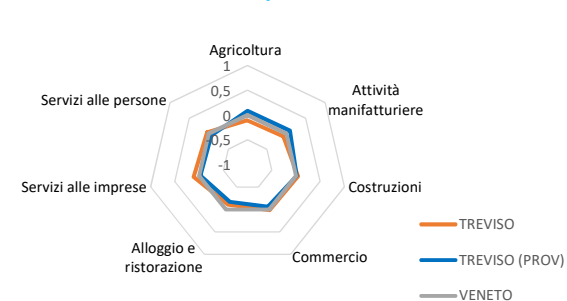 Agricoltura
1
0,5
0
-0,5
-1
Attività
manifatturiere
Costruzioni
Commercio
Alloggio e
ristorazione
Servizi alle imprese
Servizi alle persone
TREVISO
TREVISO (PROV)
VENETO